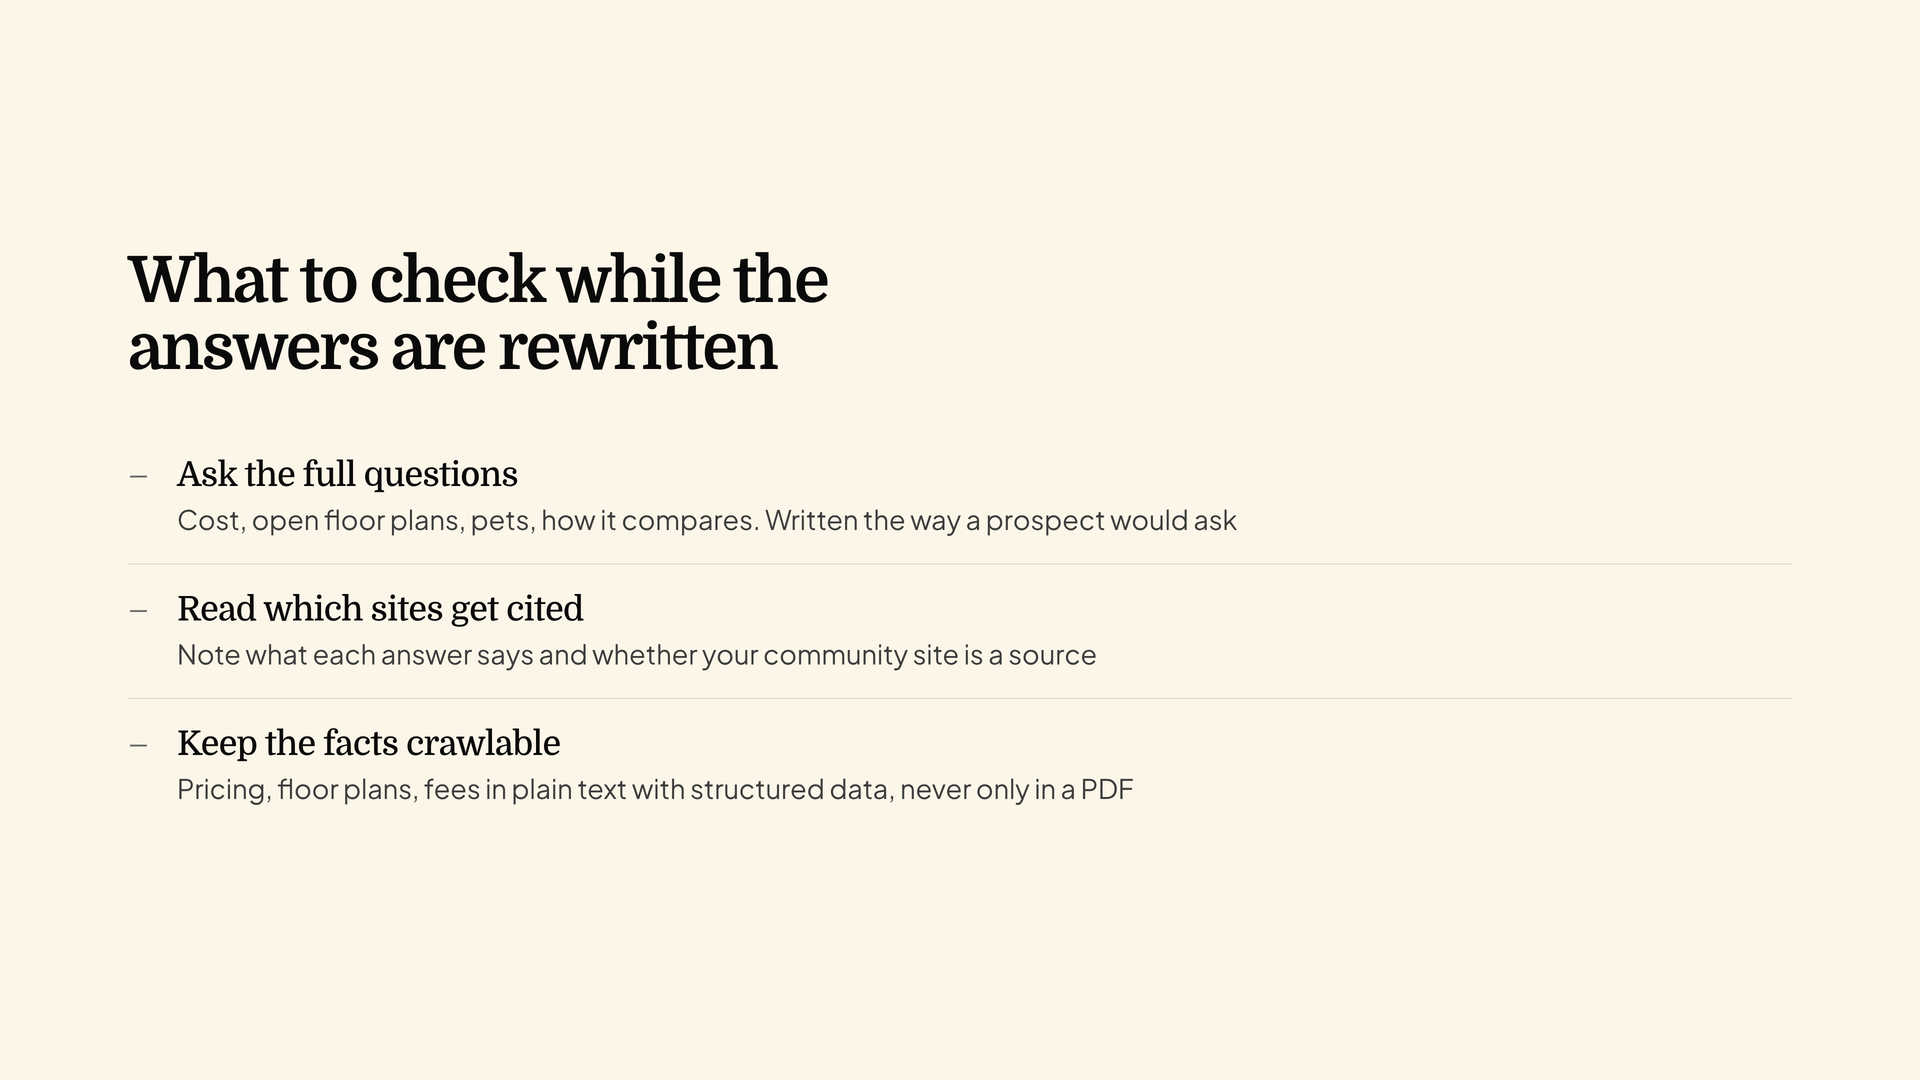 What to check while the
answers are rewritten
– Ask the full questions
Cost, open floor plans, pets, how it compares. Written the way a prospect would ask
– Read which sites get cited
Note what each answer says and whether your community site is a source
– Keep the facts crawlable
Pricing, floor plans, fees in plain text with structured data, never only in a PDF